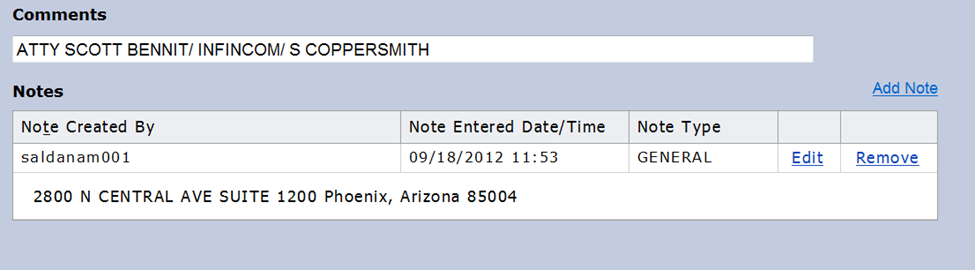 Comments
ATTY SCOTT BENNIT/ INFINCOM/ S COPPERSMITH
Notes
Add Note
Note Created By Note Entered Date/Time Note Type
saldanam001 09/18/2012 11:53 GENERAL Edit Remove
2800 N CENTRAL AVE SUITE 1200 Phoenix, Arizona 85004